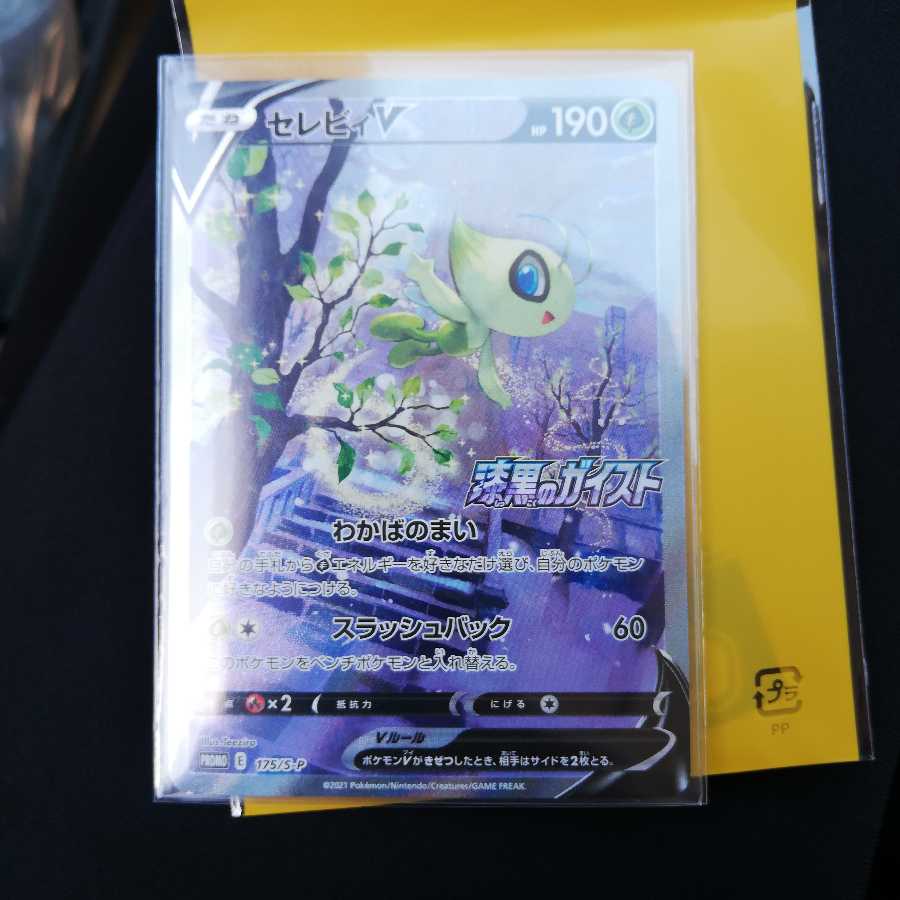 たね セレビィV HP 190
漆黒のガイスト
わかばのまい
自分の手札からエネルギーを好きなだけ選び、自分のポケモン
に好きなようにつける。
スラッシュバック 60
このポケモンをベンチポケモンと入れ替える。
点 ×2 抵抗力 にげる
Illus. Teeziro
Vルール
ポケモンVがきぜつしたとき、相手はサイドを2枚とる。
PROMO E 175/S-P
©2021 Pokémon/Nintendo/Creatures/GAME FREAK.
プラ
PP